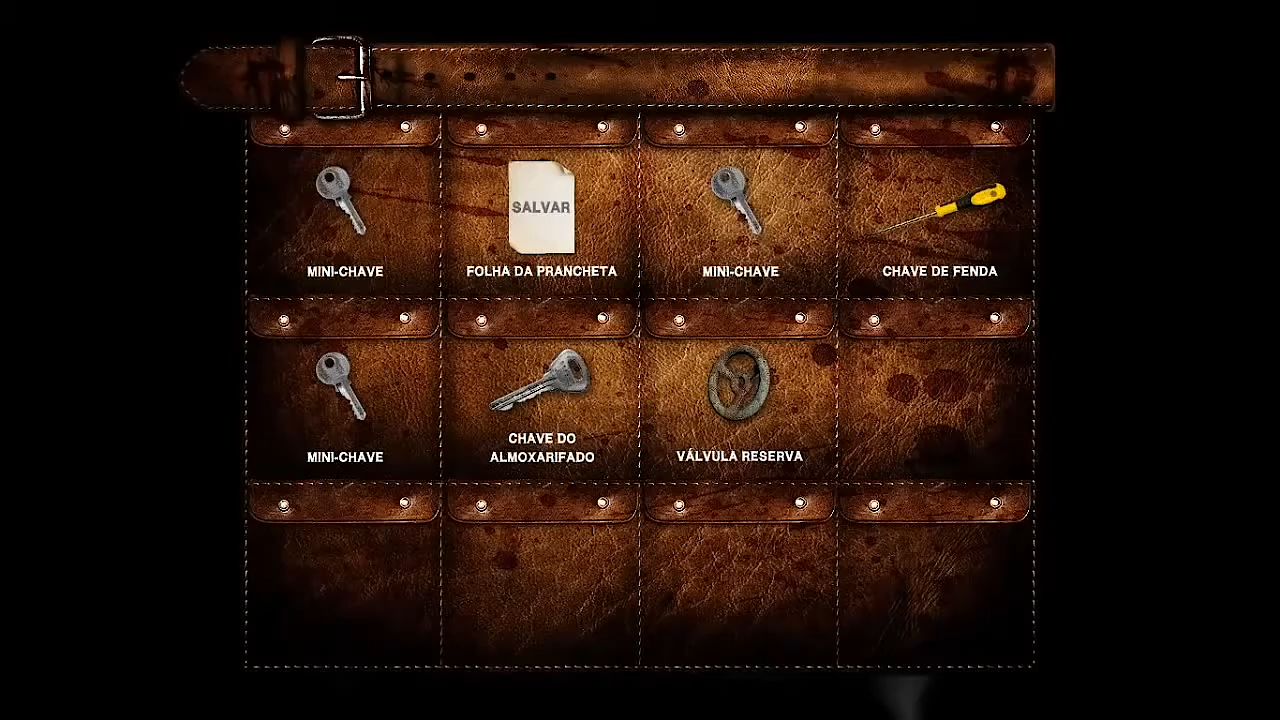 SALVAR
MINI-CHAVE
FOLHA DA PRANCHETA
MINI-CHAVE
CHAVE DE FENDA
MINI-CHAVE
CHAVE DO
ALMOXARIFADO
VÁLVULA RESERVA